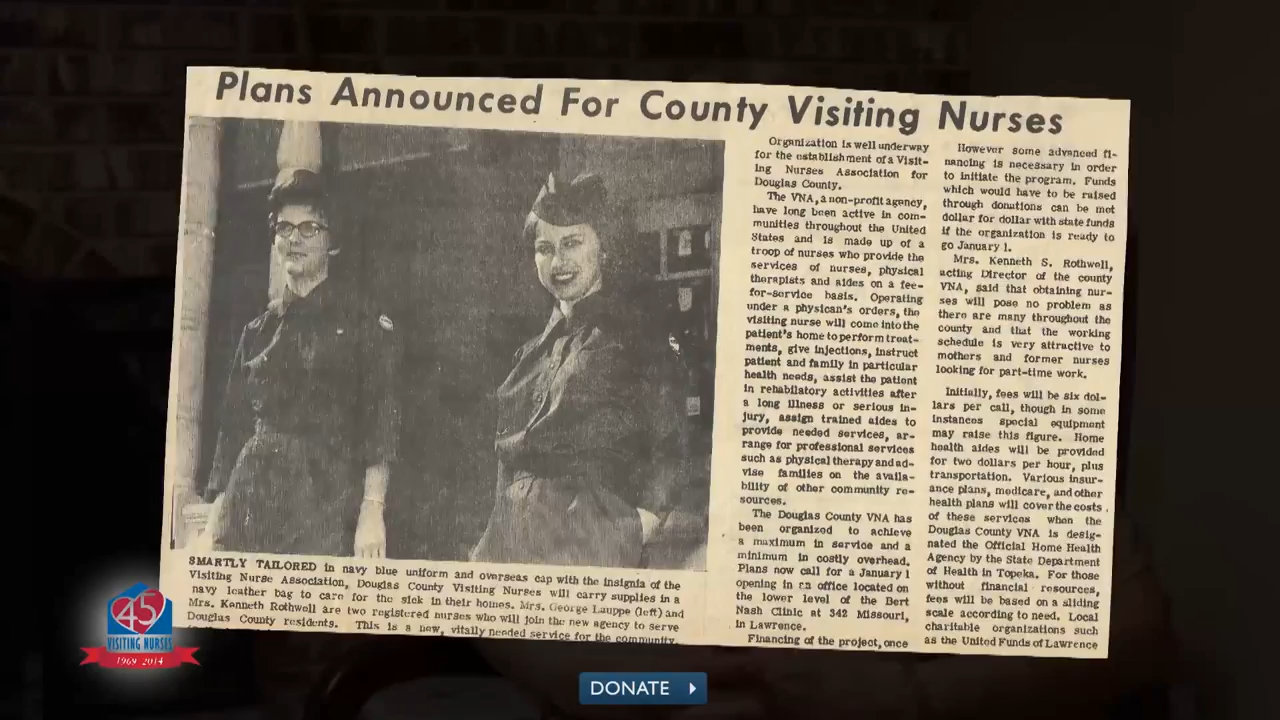 Plans Announced For County Visiting Nurses
Organization is well underway
for the establishment of a Visit-
ing Nurses Association for
Douglas County.
The VNA, a non-profit agency,
have long been active in com-
munities throughout the United
States and is made up of a
troop of nurses who provide the
services of nurses, physical
therapists and aides on a fee-
for-service basis. Operating
under a physican's orders, the
visiting nurse will come into the
patient's home to perform treat-
ments, give injections, instruct
patient and family in particular
health needs, assist the patient
in rehabilatory activities after
a long illness or serious in-
jury, assign trained aides to
provide needed services, ar-
range for professional services
such as physical therapy and ad-
vise families on the availa-
bility of other community re-
sources.
The Douglas County VNA has
been organized to achieve
a maximum in service and a
minimum in costly overhead.
Plans now call for a January 1
opening in an office located on
the lower level of the Bert
Nash Clinic at 342 Missouri,
in Lawrence.
Financing of the project, once
However some advanced fi-
nancing is necessary in order
to initiate the program. Funds
which would have to be raised
through donations can be met
dollar for dollar with state funds
if the organization is ready to
go January 1.
Mrs. Kenneth S. Rothwell,
acting Director of the county
VNA, said that obtaining nur-
ses will pose no problem as
there are many throughout the
county and that the working
schedule is very attractive to
mothers and former nurses
looking for part-time work.
Initially, fees will be six dol-
lars per call, though in some
instances special equipment
may raise this figure. Home
health aides will be provided
for two dollars per hour, plus
transportation. Various insur-
ance plans, medicare, and other
health plans will cover the costs
of these services when the
Douglas County VNA is desig-
nated the Official Home Health
Agency by the State Department
of Health in Topeka. For those
without financial resources,
fees will be based on a sliding
scale according to need. Local
charitable organizations such
as the United Funds of Lawrence
SMARTLY TAILORED in navy blue uniform and overseas cap with the insignia of the
Visiting Nurse Association, Douglas County Visiting Nurses will carry supplies in a
navy leather bag to care for the sick in their homes. Mrs. George Lauppe (left) and
Mrs. Kenneth Rothwell are two registered nurses who will join the new agency to serve
Douglas County residents. This is a new, vitally needed service for the community.
45
VISITING NURSES
1969 2014
DONATE